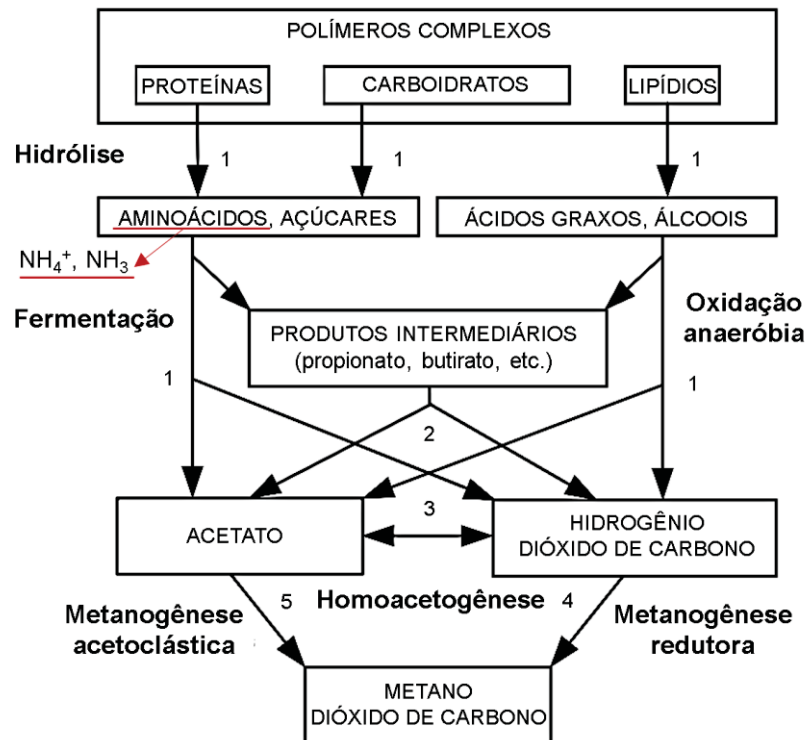 POLÍMEROS COMPLEXOS
PROTEÍNAS
CARBOIDRATOS
LIPÍDIOS
Hidrólise
1
1
1
AMINOÁCIDOS, AÇÚCARES
ÁCIDOS GRAXOS, ÁLCOOIS
NH₄⁺, NH₃
Fermentação
Oxidação
anaeróbia
PRODUTOS INTERMEDIÁRIOS
(propionato, butirato, etc.)
1
1
2
ACETATO
3
HIDROGÊNIO
DIÓXIDO DE CARBONO
5
Homoacetogênese
4
Metanogênese
acetoclástica
Metanogênese
redutora
METANO
DIÓXIDO DE CARBONO